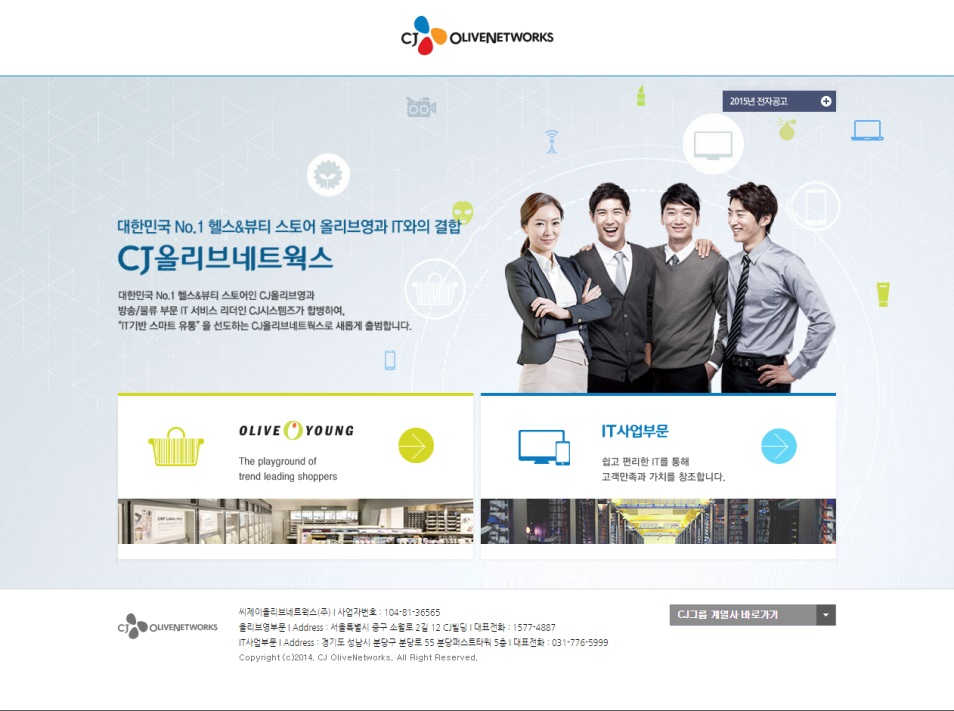 CJ OLIVENETWORKS
2015년 전자공고
대한민국 No.1 헬스&뷰티 스토어 올리브영과 IT와의 결합
CJ올리브네트웍스
대한민국 No.1 헬스&뷰티 스토어인 CJ올리브영과
방송/물류 부문 IT 서비스 리더인 CJ시스템즈가 합병하여,
“IT기반 스마트 유통” 을 선도하는 CJ올리브네트웍스로 새롭게 출범합니다.
OLIVE YOUNG
The playground of
trend leading shoppers
IT사업부문
쉽고 편리한 IT를 통해
고객만족과 가치를 창조합니다.
CJ OLIVENETWORKS
씨제이올리브네트웍스(주) I 사업자번호 : 104-81-36565
올리브영부문 I Address : 서울특별시 중구 소월로 2길 12 CJ빌딩 I 대표전화 : 1577-4887
IT사업부문 I Address : 경기도 성남시 분당구 분당로 55 분당퍼스트타워 5층 I 대표전화 : 031-776-5999
Copyright (c)2014, CJ OliveNetworks, All Right Reserved,
CJ그룹 계열사 바로가기